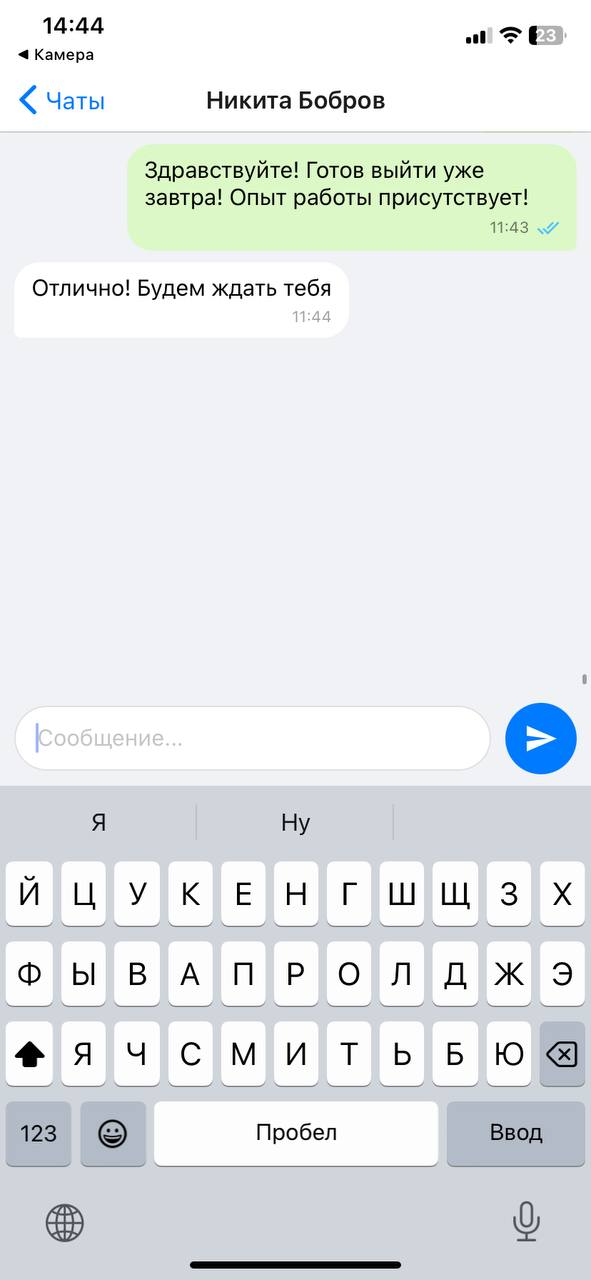 14:44
23
◀ Камера
Чаты
Никита Бобров
Здравствуйте! Готов выйти уже
завтра! Опыт работы присутствует!
11:43
Отлично! Будем ждать тебя
11:44
Сообщение...
Я Ну
Й Ц У К Е Н Г Ш Щ З Х
Ф Ы В А П Р О Л Д Ж Э
Я Ч С М И Т Ь Б Ю
123 Пробел Ввод